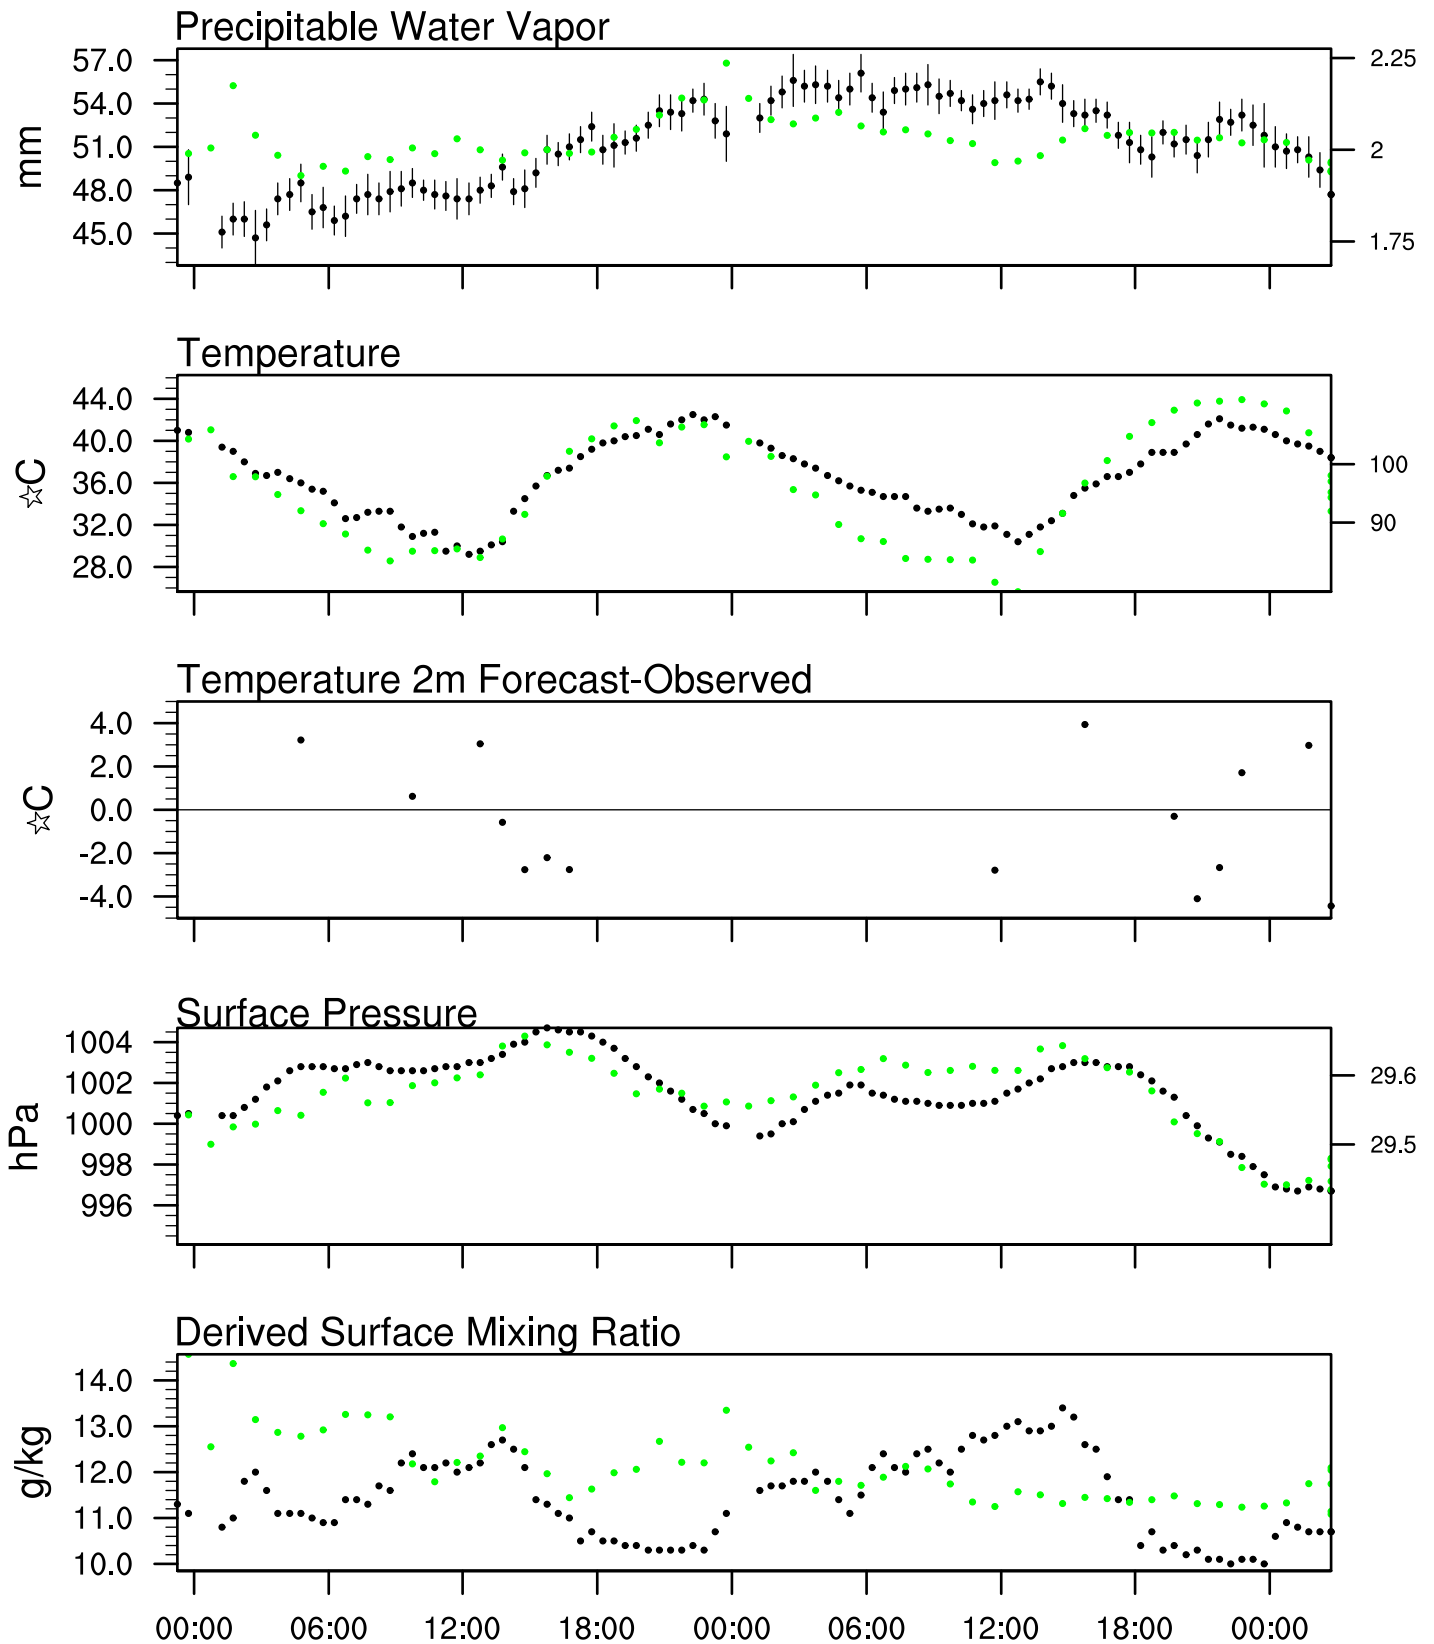 Precipitable Water Vapor
57.0
54.0
51.0
48.0
45.0
mm
2.25
2
1.75
Temperature
44.0
40.0
36.0
32.0
28.0
☆C
100
90
Temperature 2m Forecast-Observed
4.0
2.0
0.0
-2.0
-4.0
☆C
Surface Pressure
1004
1002
1000
998
996
hPa
29.6
29.5
Derived Surface Mixing Ratio
14.0
13.0
12.0
11.0
10.0
g/kg
00:00 06:00 12:00 18:00 00:00 06:00 12:00 18:00 00:00